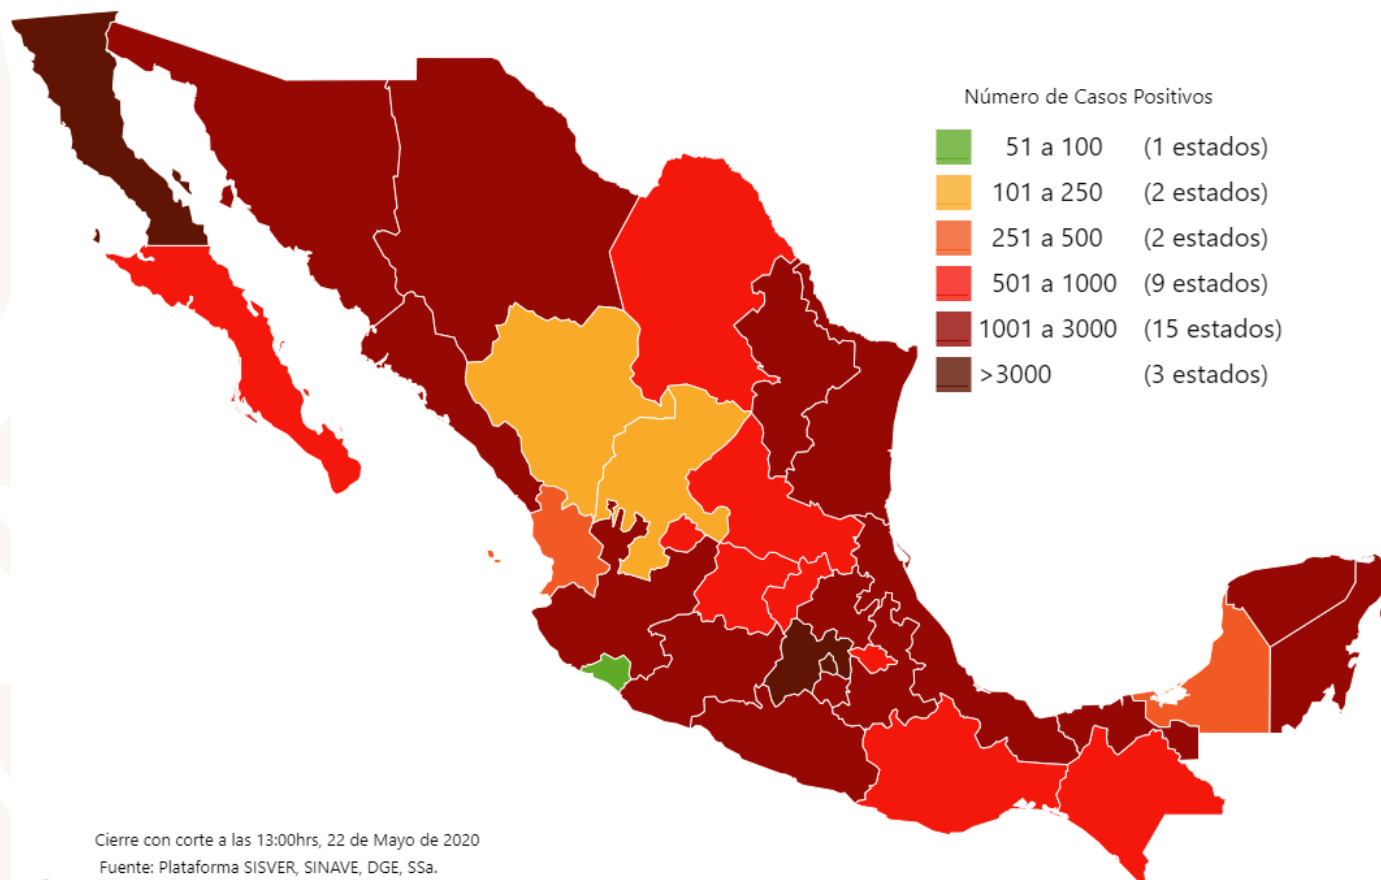 Número de Casos Positivos
51 a 100 (1 estados)
101 a 250 (2 estados)
251 a 500 (2 estados)
501 a 1000 (9 estados)
1001 a 3000 (15 estados)
>3000 (3 estados)
Cierre con corte a las 13:00hrs, 22 de Mayo de 2020
Fuente: Plataforma SISVER, SINAVE, DGE, SSa.